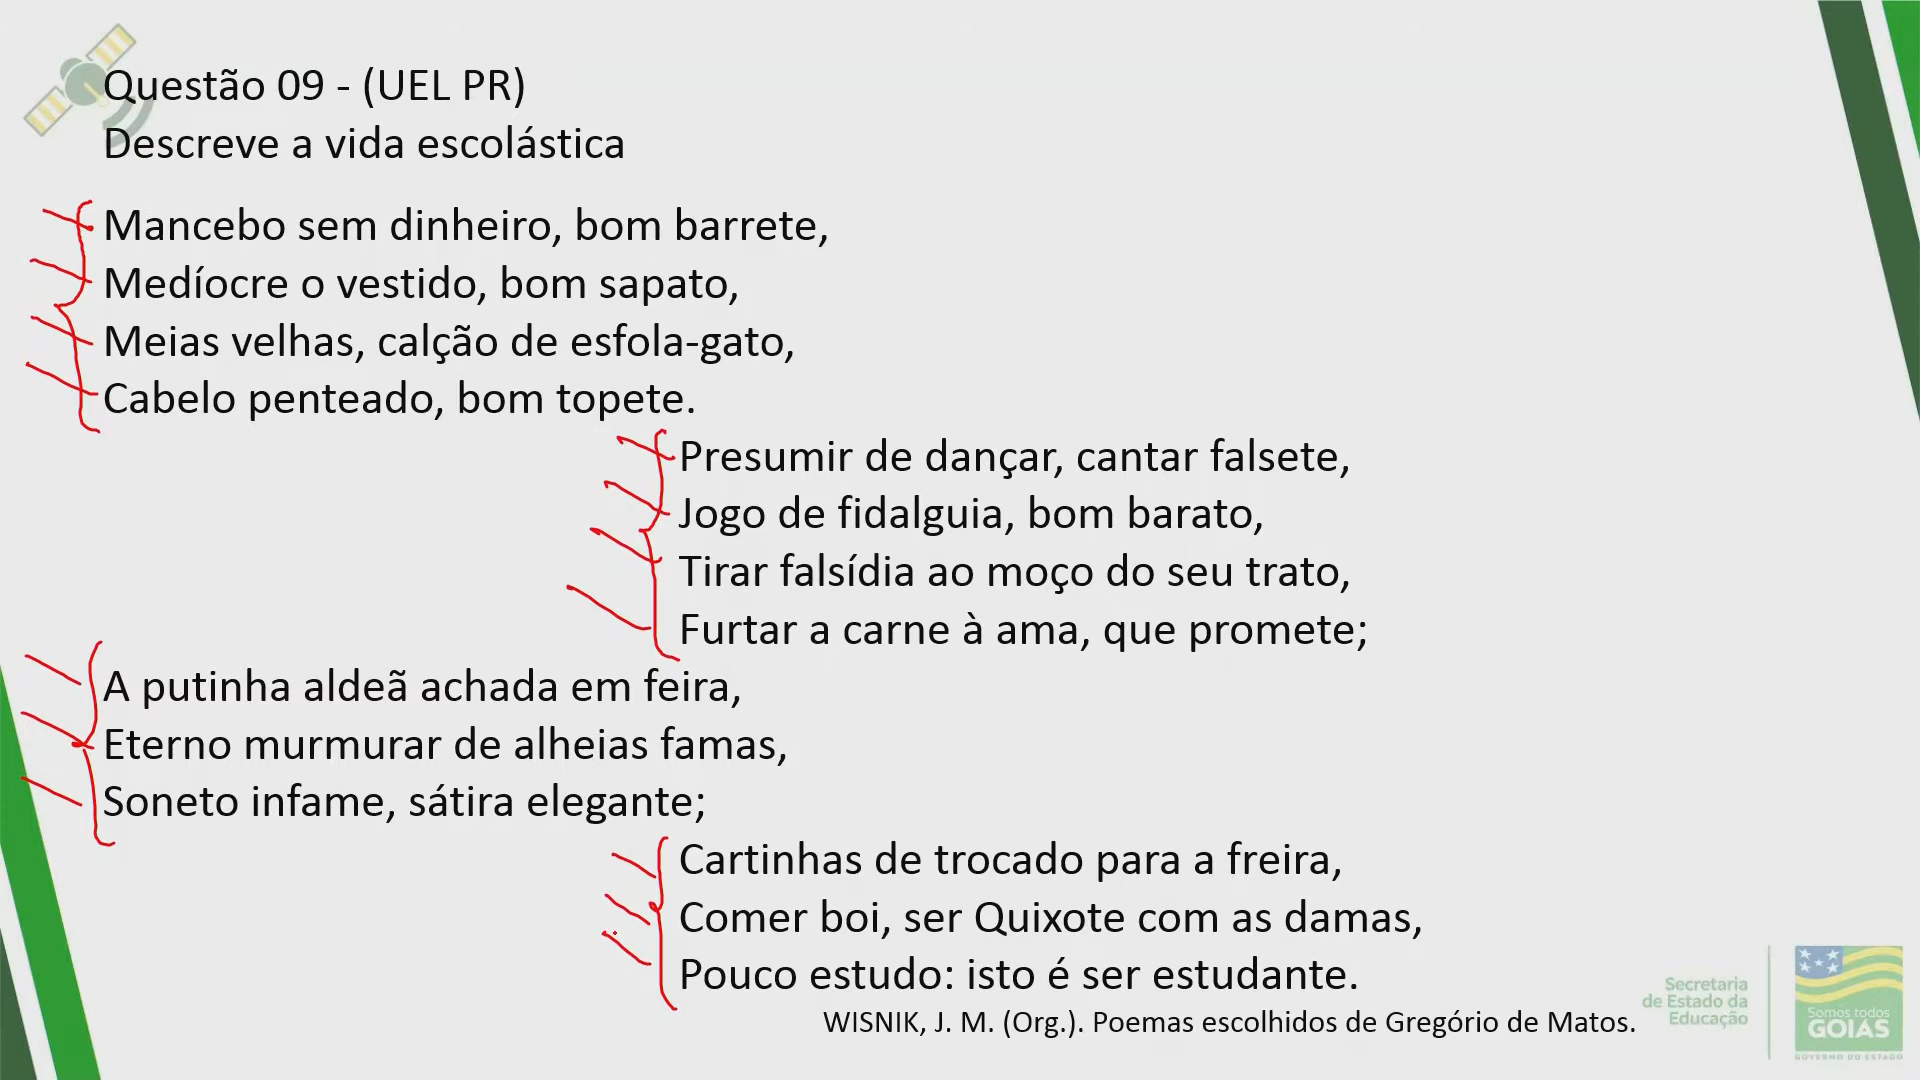 Questão 09 - (UEL PR)
Descreve a vida escolástica
Mancebo sem dinheiro, bom barrete,
Medíocre o vestido, bom sapato,
Meias velhas, calção de esfola-gato,
Cabelo penteado, bom topete.
Presumir de dançar, cantar falsete,
Jogo de fidalguia, bom barato,
Tirar falsídia ao moço do seu trato,
Furtar a carne à ama, que promete;
A putinha aldeã achada em feira,
Eterno murmurar de alheias famas,
Soneto infame, sátira elegante;
Cartinhas de trocado para a freira,
Comer boi, ser Quixote com as damas,
Pouco estudo: isto é ser estudante.
WISNIK, J. M. (Org.). Poemas escolhidos de Gregório de Matos.
Secretaria
de Estado da
Educação
Somos todos
GOIÁS
GOVERNO DO ESTADO